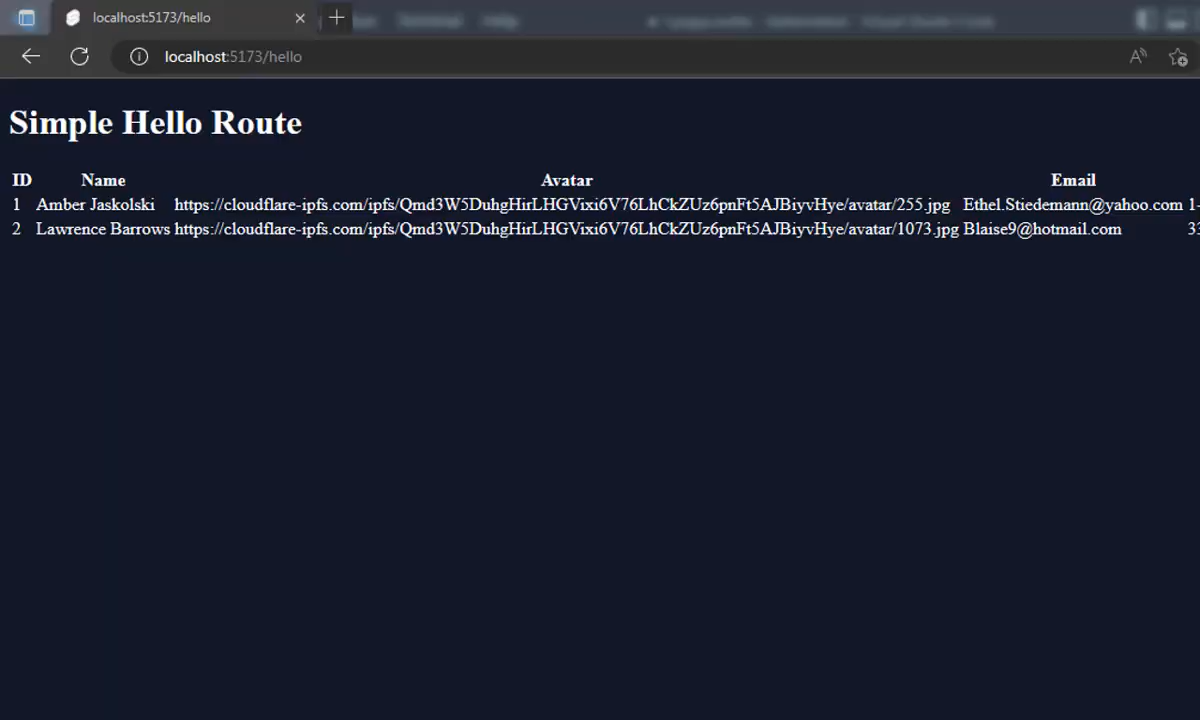 localhost:5173/hello
localhost:5173/hello
Simple Hello Route
ID Name Avatar Email
1 Amber Jaskolski https://cloudflare-ipfs.com/ipfs/Qmd3W5DuhgHirLHGVixi6V76LhCkZUz6pnFt5AJBiyvHye/avatar/255.jpg Ethel.Stiedemann@yahoo.com 1-
2 Lawrence Barrows https://cloudflare-ipfs.com/ipfs/Qmd3W5DuhgHirLHGVixi6V76LhCkZUz6pnFt5AJBiyvHye/avatar/1073.jpg Blaise9@hotmail.com 33